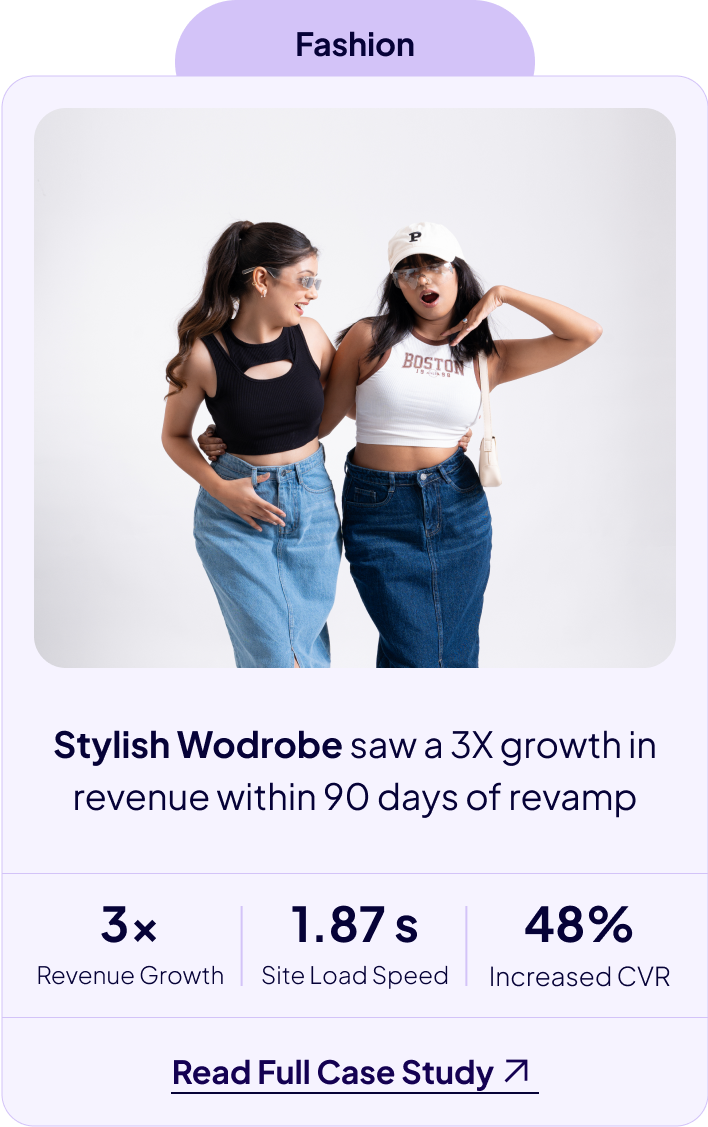 Fashion
P
BOSTON
Stylish Wodrobe saw a 3X growth in
revenue within 90 days of revamp
3× 1.87 s 48%
Revenue Growth Site Load Speed Increased CVR
Read Full Case Study